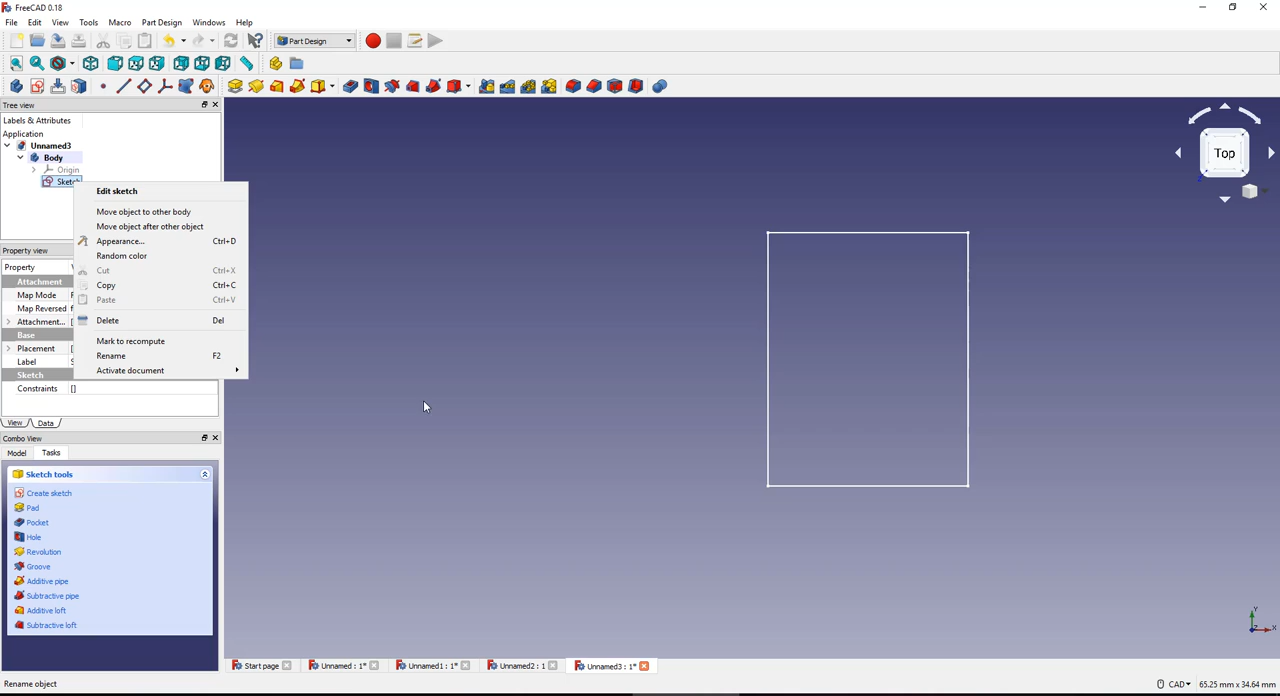 FreeCAD 0.18
File Edit View Tools Macro Part Design Windows Help
Part Design
Tree view
Labels & Attributes
Application
Unnamed3
Body
Origin
Sketch
Edit sketch
Move object to other body
Move object after other object
Appearance... Ctrl+D
Random color
Cut Ctrl+X
Copy Ctrl+C
Paste Ctrl+V
Delete Del
Mark to recompute
Rename F2
Activate document
Property view
Property
Attachment
Map Mode
Map Reversed
Attachment...
Base
Placement
Label
Sketch
Constraints []
View Data
Combo View
Model Tasks
Sketch tools
Create sketch
Pad
Pocket
Hole
Revolution
Groove
Additive pipe
Subtractive pipe
Additive loft
Subtractive loft
Top
Z
Y
X
Z
Start page Unnamed : 1* Unnamed1 : 1* Unnamed2 : 1 Unnamed3 : 1*
Rename object CAD 65.25 mm x 34.64 mm